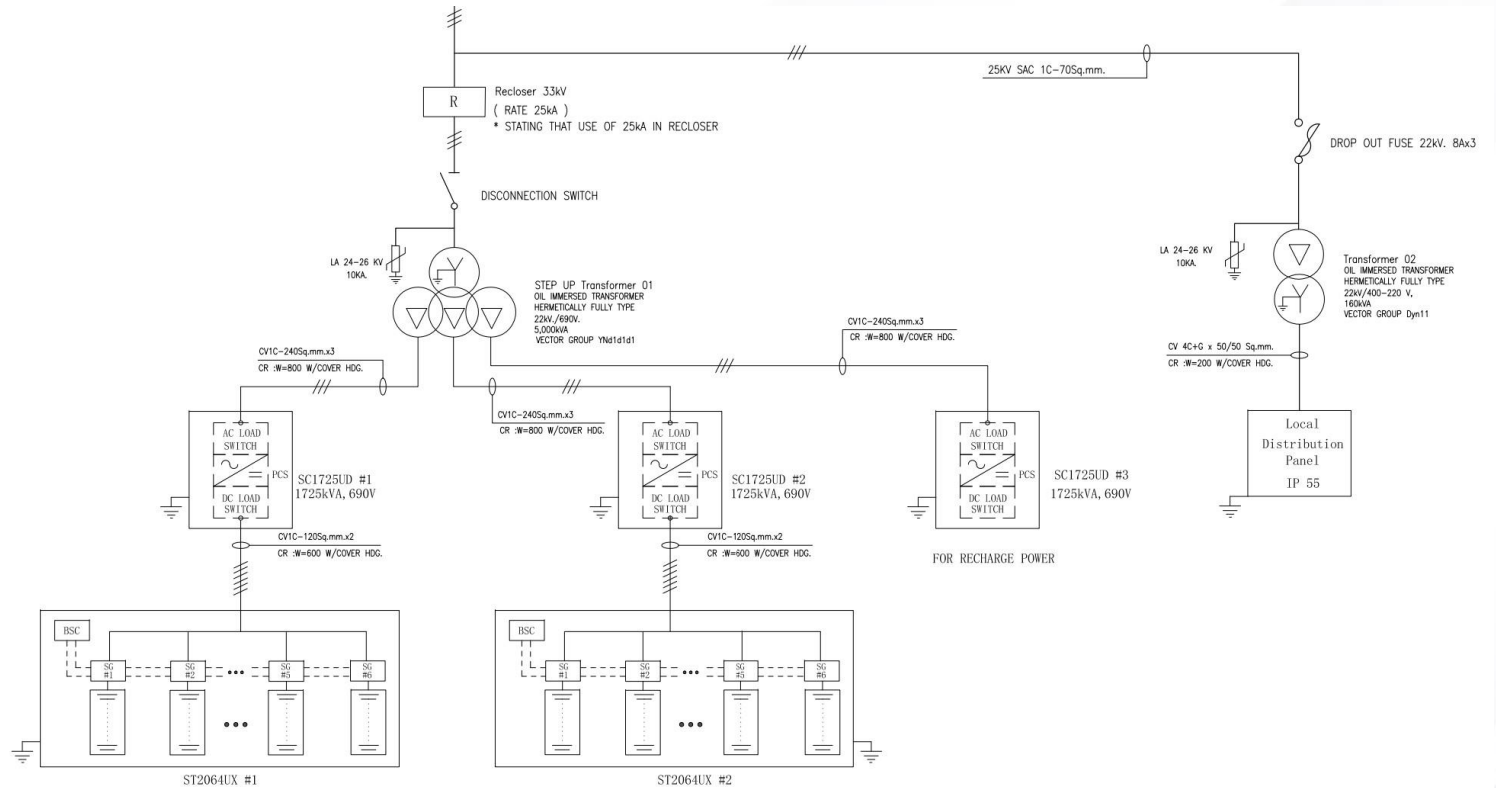 25KV SAC 1C-70Sq.mm.
R
Recloser 33kV
( RATE 25kA )
* STATING THAT USE OF 25kA IN RECLOSER
DROP OUT FUSE 22kV. 8Ax3
DISCONNECTION SWITCH
LA 24-26 KV
10KA.
STEP UP Transformer 01
OIL IMMERSED TRANSFORMER
HERMETICALLY FULLY TYPE
22kV./690V.
5,000kVA
VECTOR GROUP YNd1d1d1
LA 24-26 KV
10KA.
Transformer 02
OIL IMMERSED TRANSFORMER
HERMETICALLY FULLY TYPE
22kV/400-220 V,
160kVA
VECTOR GROUP Dyn11
CV1C-240Sq.mm.x3
CR :W=800 W/COVER HDG.
CV1C-240Sq.mm.x3
CR :W=800 W/COVER HDG.
CV1C-240Sq.mm.x3
CR :W=800 W/COVER HDG.
CV 4C+G x 50/50 Sq.mm.
CR :W=200 W/COVER HDG.
AC LOAD
SWITCH
PCS
DC LOAD
SWITCH
SC1725UD #1
1725kVA, 690V
AC LOAD
SWITCH
PCS
DC LOAD
SWITCH
SC1725UD #2
1725kVA, 690V
AC LOAD
SWITCH
PCS
DC LOAD
SWITCH
SC1725UD #3
1725kVA, 690V
Local
Distribution
Panel
IP 55
CV1C-120Sq.mm.x2
CR :W=600 W/COVER HDG.
CV1C-120Sq.mm.x2
CR :W=600 W/COVER HDG.
FOR RECHARGE POWER
BSC
SG
#1
SG
#2
SG
#5
SG
#6
ST2064UX #1
BSC
SG
#1
SG
#2
SG
#5
SG
#6
ST2064UX #2